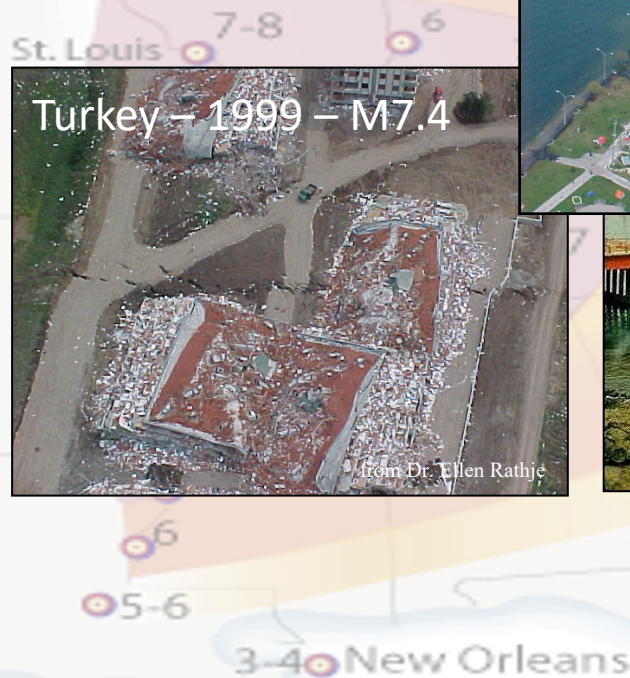 7-8
6
St. Louis
Turkey – 1999 – M7.4
7
from Dr. Ellen Rathje
6
5-6
3-4 New Orleans